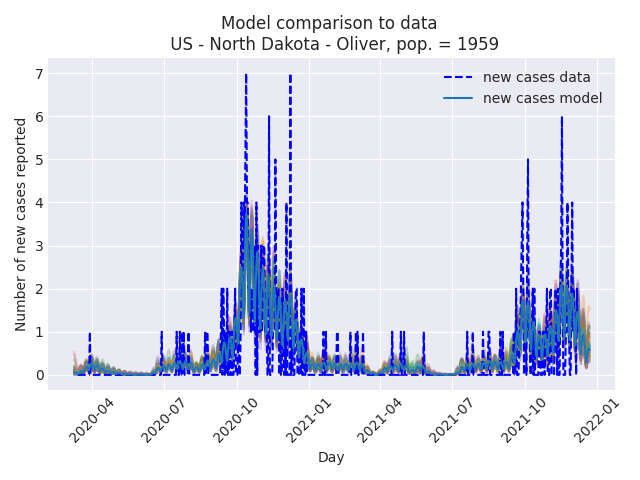 Model comparison to data
US - North Dakota - Oliver, pop. = 1959
new cases data
new cases model
Number of new cases reported
7
6
5
4
3
2
1
0
2020-04
2020-07
2020-10
2021-01
2021-04
2021-07
2021-10
2022-01
Day